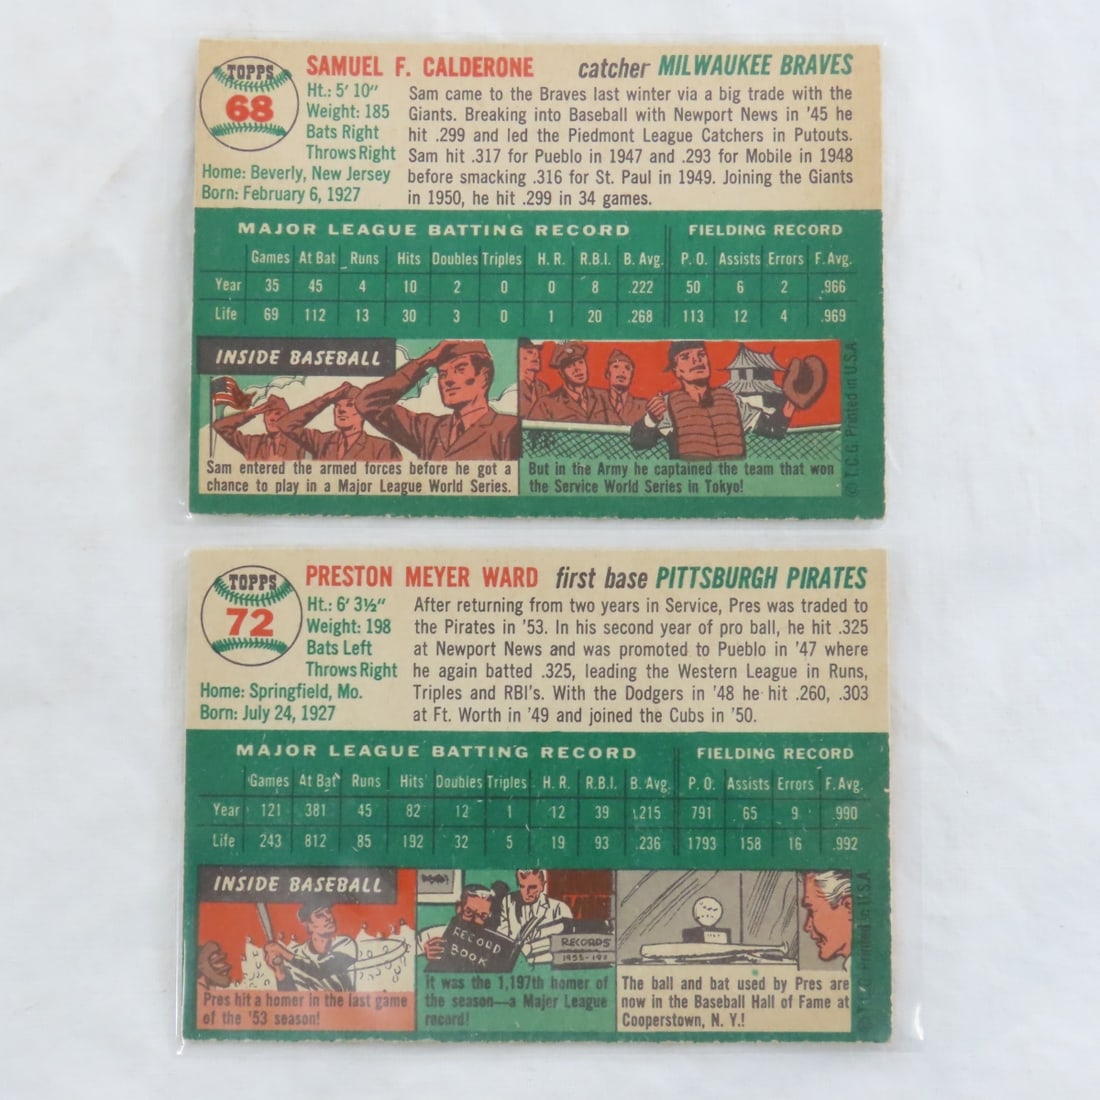 TOPPS
68
SAMUEL F. CALDERONE catcher MILWAUKEE BRAVES
Ht.: 5' 10"
Weight: 185
Bats Right
Throws Right
Home: Beverly, New Jersey
Born: February 6, 1927
Sam came to the Braves last winter via a big trade with the
Giants. Breaking into Baseball with Newport News in '45 he
hit .299 and led the Piedmont League Catchers in Putouts.
Sam hit .317 for Pueblo in 1947 and .293 for Mobile in 1948
before smacking .316 for St. Paul in 1949. Joining the Giants
in 1950, he hit .299 in 34 games.
MAJOR LEAGUE BATTING RECORD FIELDING RECORD
Games At Bat Runs Hits Doubles Triples H. R. R.B.I. B. Avg. P. O. Assists Errors F. Avg.
Year 35 45 4 10 2 0 0 8 .222 50 6 2 .966
Life 69 112 13 30 3 0 1 20 .268 113 12 4 .969
INSIDE BASEBALL
Sam entered the armed forces before he got a
chance to play in a Major League World Series.
But in the Army he captained the team that won
the Service World Series in Tokyo!
© T.C.G. Printed in U.S.A
TOPPS
72
PRESTON MEYER WARD first base PITTSBURGH PIRATES
Ht.: 6' 3½"
Weight: 198
Bats Left
Throws Right
Home: Springfield, Mo.
Born: July 24, 1927
After returning from two years in Service, Pres was traded to
the Pirates in '53. In his second year of pro ball, he hit .325
at Newport News and was promoted to Pueblo in '47 where
he again batted .325, leading the Western League in Runs,
Triples and RBI's. With the Dodgers in '48 he hit .260, .303
at Ft. Worth in '49 and joined the Cubs in '50.
MAJOR LEAGUE BATTING RECORD FIELDING RECORD
Games At Bat Runs Hits Doubles Triples H. R. R.B.I. B. Avg. P. O. Assists Errors F. Avg.
Year 121 381 45 82 12 1 12 39 .215 791 65 9 .990
Life 243 812 85 192 32 5 19 93 .236 1793 158 16 .992
INSIDE BASEBALL
Pres hit a homer in the last game
of the '53 season!
RECORD
BOOK
RECORDS
It was the 1,197th homer of
the season—a Major League
record!
The ball and bat used by Pres are
now in the Baseball Hall of Fame at
Cooperstown, N. Y.!
Printed in U.S.A